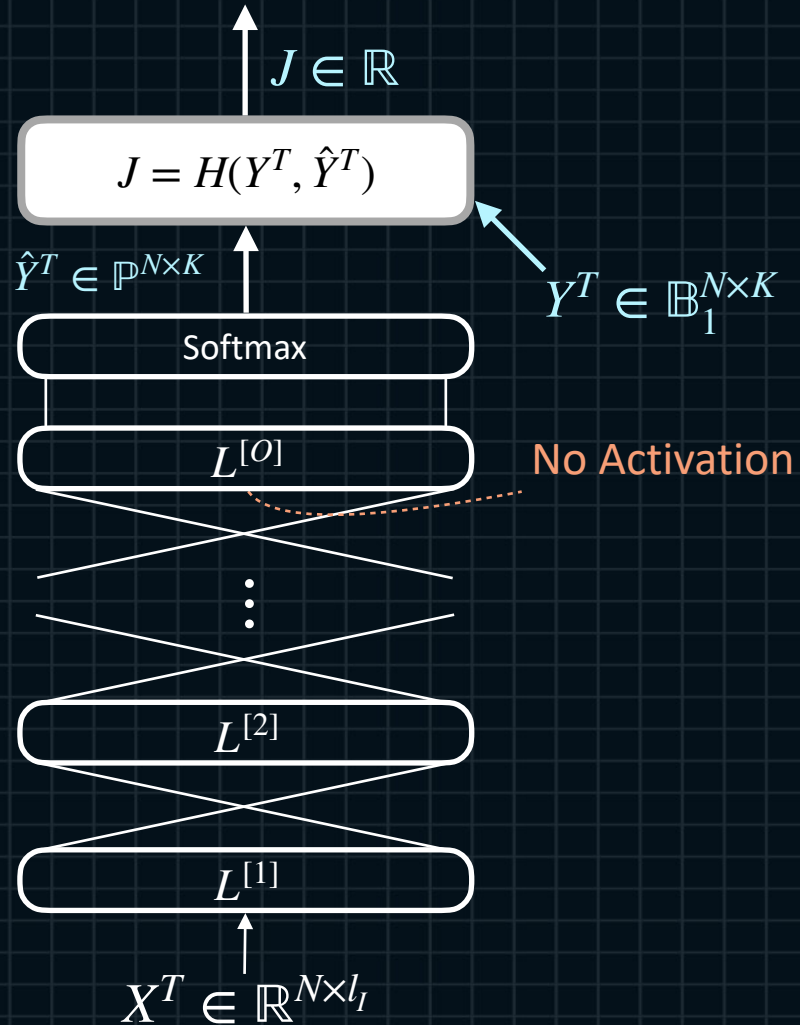 J ∈ ℝ
J = H(Y^T, Ŷ^T)
Ŷ^T ∈ ℙ^{N×K}
Y^T ∈ 𝔹_1^{N×K}
Softmax
L^{[O]}
No Activation
⋮
L^{[2]}
L^{[1]}
X^T ∈ ℝ^{N×l_I}